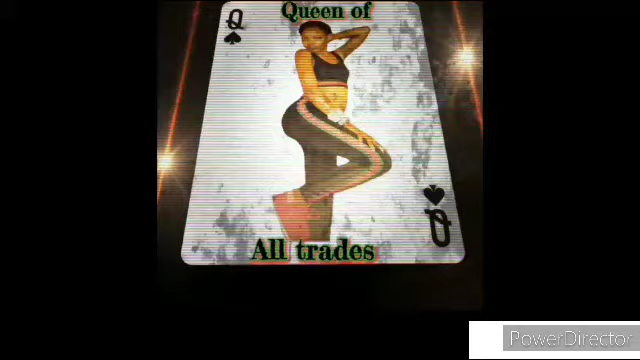 Queen of
Q
All trades
Q
PowerDirector